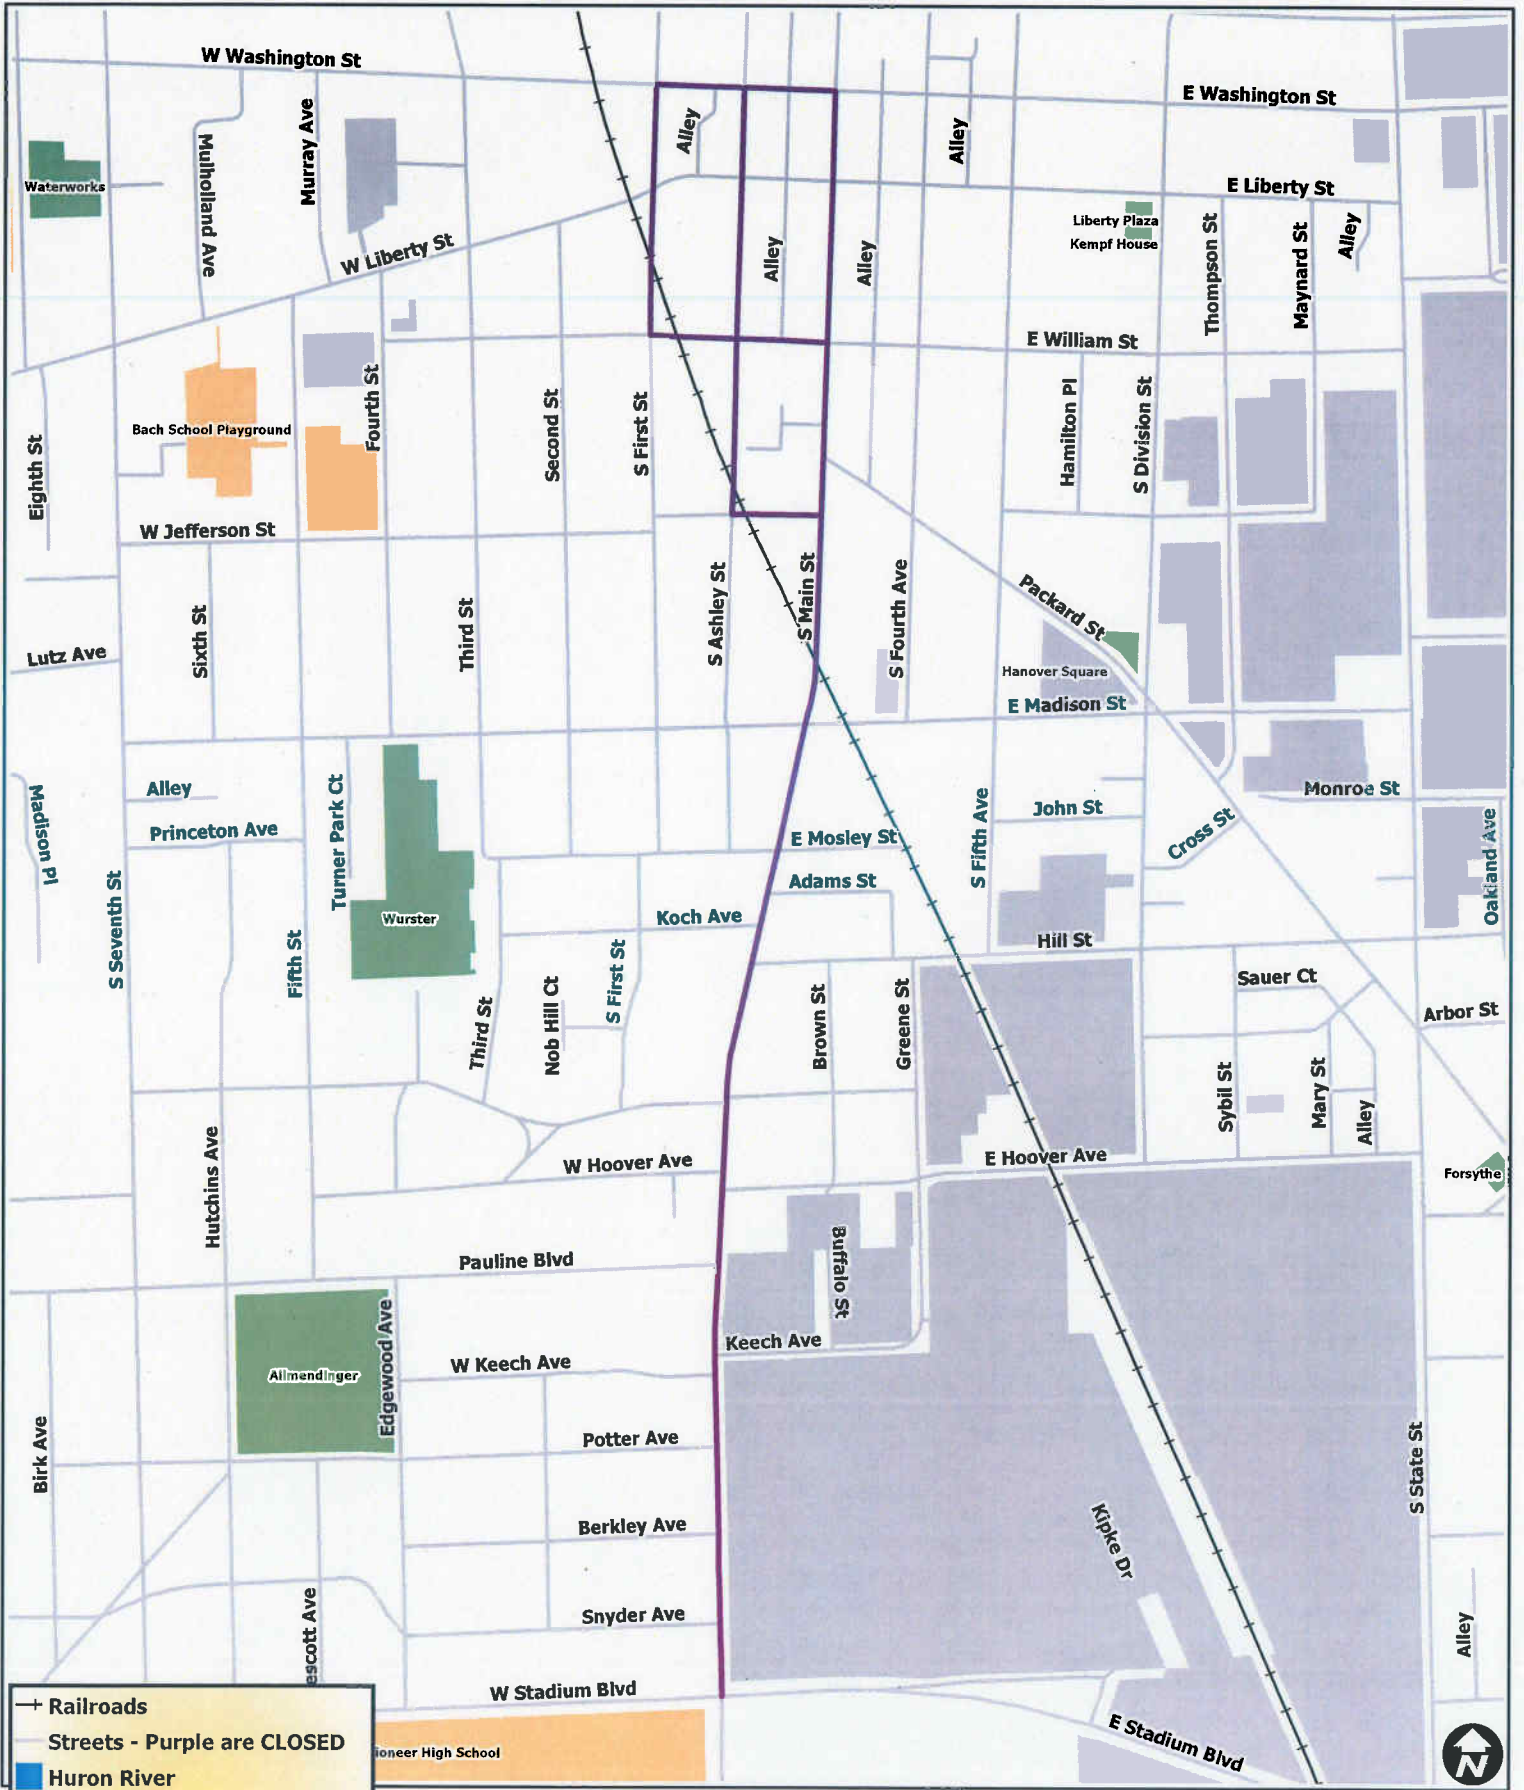 W Washington St
E Washington St
Murray Ave
Alley
Alley
Mulholland Ave
Waterworks
E Liberty St
Liberty Plaza
Kempf House
Thompson St
Maynard St
Alley
W Liberty St
Alley
Alley
E William St
Fourth St
Second St
S First St
Hamilton Pl
S Division St
Bach School Playground
Eighth St
W Jefferson St
S Ashley St
S Main St
S Fourth Ave
Packard St
Sixth St
Third St
Lutz Ave
Hanover Square
E Madison St
Alley
Madison Pl
Princeton Ave
Turner Park Ct
E Mosley St
S Fifth Ave
John St
Monroe St
Cross St
Oakland Ave
Adams St
S Seventh St
Fifth St
Wurster
Koch Ave
Hill St
S First St
Third St
Nob Hill Ct
Brown St
Greene St
Sauer Ct
Arbor St
Sybil St
Mary St
Alley
Hutchins Ave
W Hoover Ave
E Hoover Ave
Forsythe
Pauline Blvd
Buffalo St
Edgewood Ave
Keech Ave
Allmendinger
W Keech Ave
Birk Ave
Potter Ave
S State St
Berkley Ave
Kipke Dr
escott Ave
Snyder Ave
Alley
W Stadium Blvd
E Stadium Blvd
ioneer High School
Railroads
Streets - Purple are CLOSED
Huron River
N